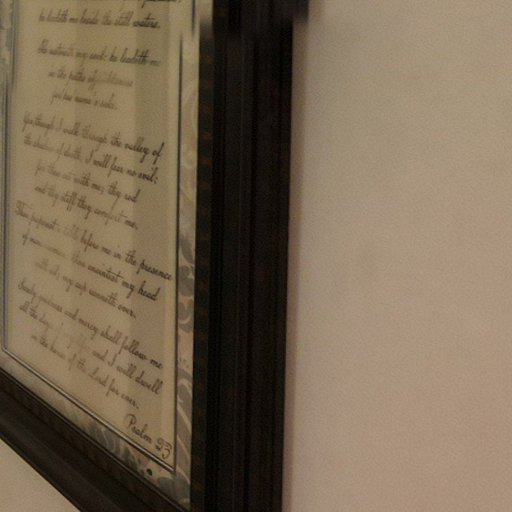 he leadeth me beside the still waters.
He restoreth my soul: he leadeth me
in the paths of righteousness
for his name's sake.
Yea, though I walk through the valley of
the shadow of death, I will fear no evil:
for thou art with me; thy rod
and thy staff they comfort me.
Thou preparest a table before me in the presence
of mine enemies: thou anointest my head
with oil; my cup runneth over.
Surely goodness and mercy shall follow me
all the days of my life: and I will dwell
in the house of the Lord for ever.
Psalm 23